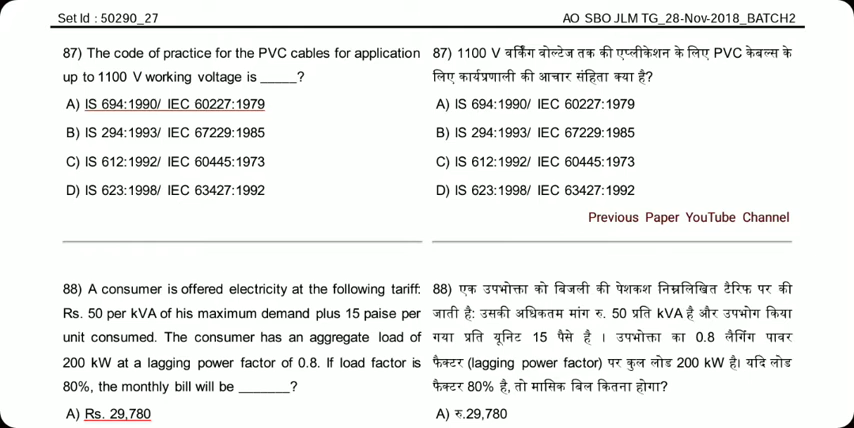 Set Id : 50290_27
AO SBO JLM TG_28-Nov-2018_BATCH2
87) The code of practice for the PVC cables for application
up to 1100 V working voltage is ______?
A) IS 694:1990/ IEC 60227:1979
B) IS 294:1993/ IEC 67229:1985
C) IS 612:1992/ IEC 60445:1973
D) IS 623:1998/ IEC 63427:1992
87) 1100 V वर्किंग वोल्टेज तक की एप्लीकेशन के लिए PVC केबल्स के
लिए कार्यप्रणाली की आचार संहिता क्या है?
A) IS 694:1990/ IEC 60227:1979
B) IS 294:1993/ IEC 67229:1985
C) IS 612:1992/ IEC 60445:1973
D) IS 623:1998/ IEC 63427:1992
Previous Paper YouTube Channel
88) A consumer is offered electricity at the following tariff:
Rs. 50 per kVA of his maximum demand plus 15 paise per
unit consumed. The consumer has an aggregate load of
200 kW at a lagging power factor of 0.8. If load factor is
80%, the monthly bill will be _______?
A) Rs. 29,780
88) एक उपभोक्ता को बिजली की पेशकश निम्नलिखित टैरिफ पर की
जाती है: उसकी अधिकतम मांग रु. 50 प्रति kVA है और उपभोग किया
गया प्रति यूनिट 15 पैसे है । उपभोक्ता का 0.8 लैगिंग पावर
फ़ैक्टर (lagging power factor) पर कुल लोड 200 kW है। यदि लोड
फ़ैक्टर 80% है, तो मासिक बिल कितना होगा?
A) रु.29,780